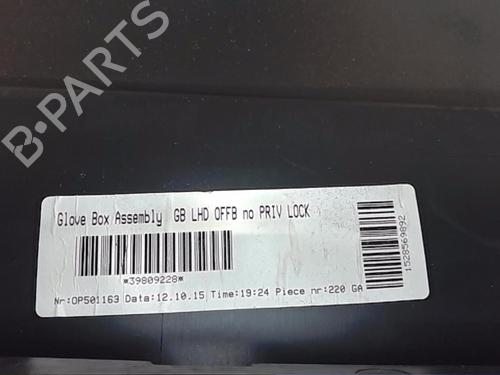 B-PARTS
Glove Box Assembly GB LHD OFFB no PRIV LOCK
*39809228*
Nr:OP501163 Data:12.10.15 Time:19:24 Piece nr:220 GA
1528569892